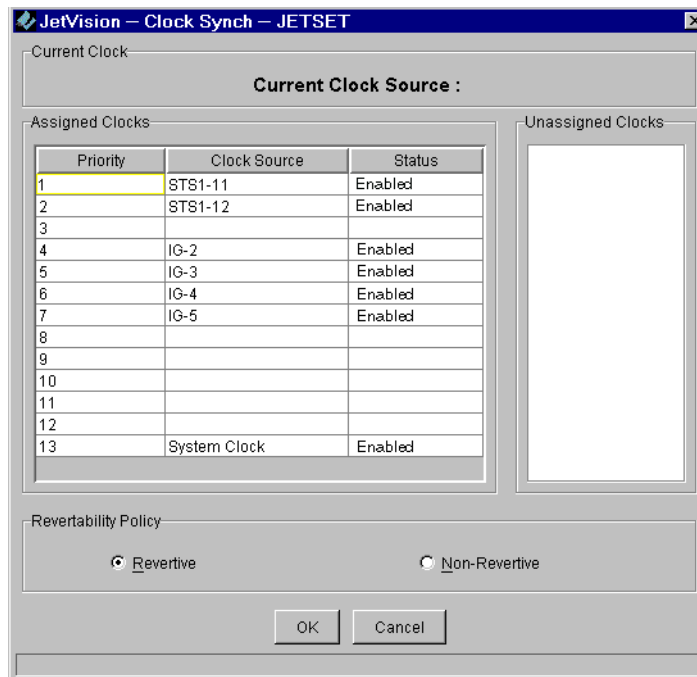 JetVision — Clock Synch — JETSET
Current Clock
Current Clock Source :
Assigned Clocks
Priority Clock Source Status
1 STS1-11 Enabled
2 STS1-12 Enabled
3
4 IG-2 Enabled
5 IG-3 Enabled
6 IG-4 Enabled
7 IG-5 Enabled
8
9
10
11
12
13 System Clock Enabled
Unassigned Clocks
Revertability Policy
Revertive Non-Revertive
OK Cancel